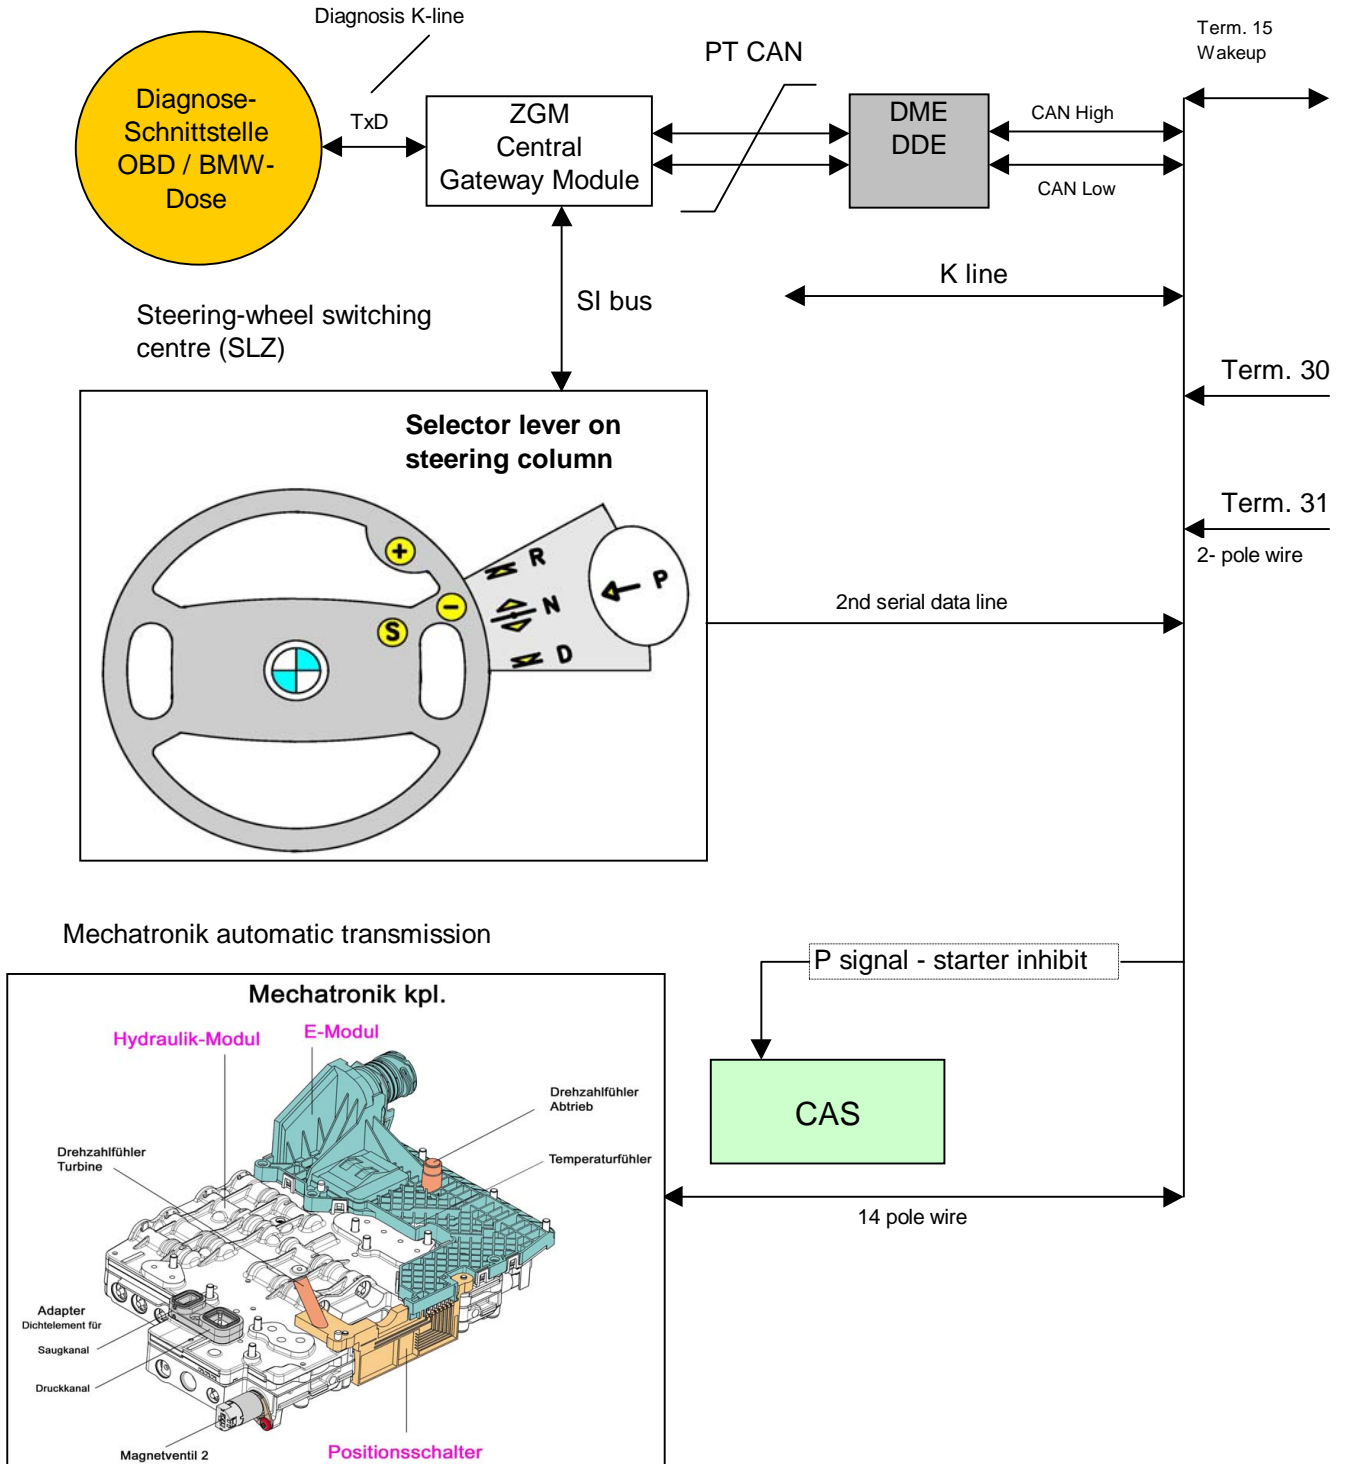 Diagnosis K-line
Term. 15
Wakeup
PT CAN
Diagnose-
Schnittstelle
OBD / BMW-
Dose
TxD
ZGM
Central
Gateway Module
DME
DDE
CAN High
CAN Low
K line
SI bus
Steering-wheel switching
centre (SLZ)
Term. 30
Selector lever on
steering column
Term. 31
2- pole wire
+
−
S
R
N
D
P
2nd serial data line
Mechatronik automatic transmission
P signal - starter inhibit
CAS
14 pole wire
Mechatronik kpl.
Hydraulik-Modul
E-Modul
Drehzahlfühler
Abtrieb
Drehzahlfühler
Turbine
Temperaturfühler
Adapter
Dichtelement für
Saugkanal
Druckkanal
Magnetventil 2
Positionsschalter